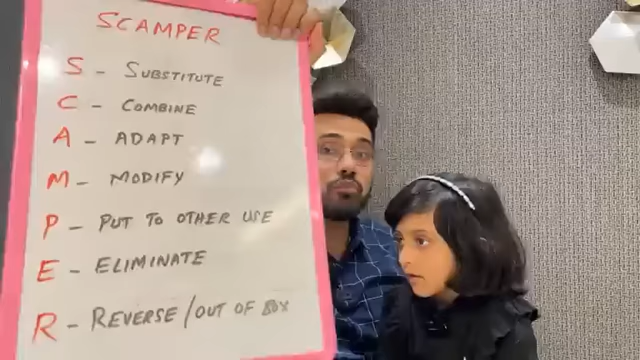 SCAMPER
S - SUBSTITUTE
C - COMBINE
A - ADAPT
M - MODIFY
P - PUT TO OTHER USE
E - ELIMINATE
R - REVERSE / OUT OF BOX